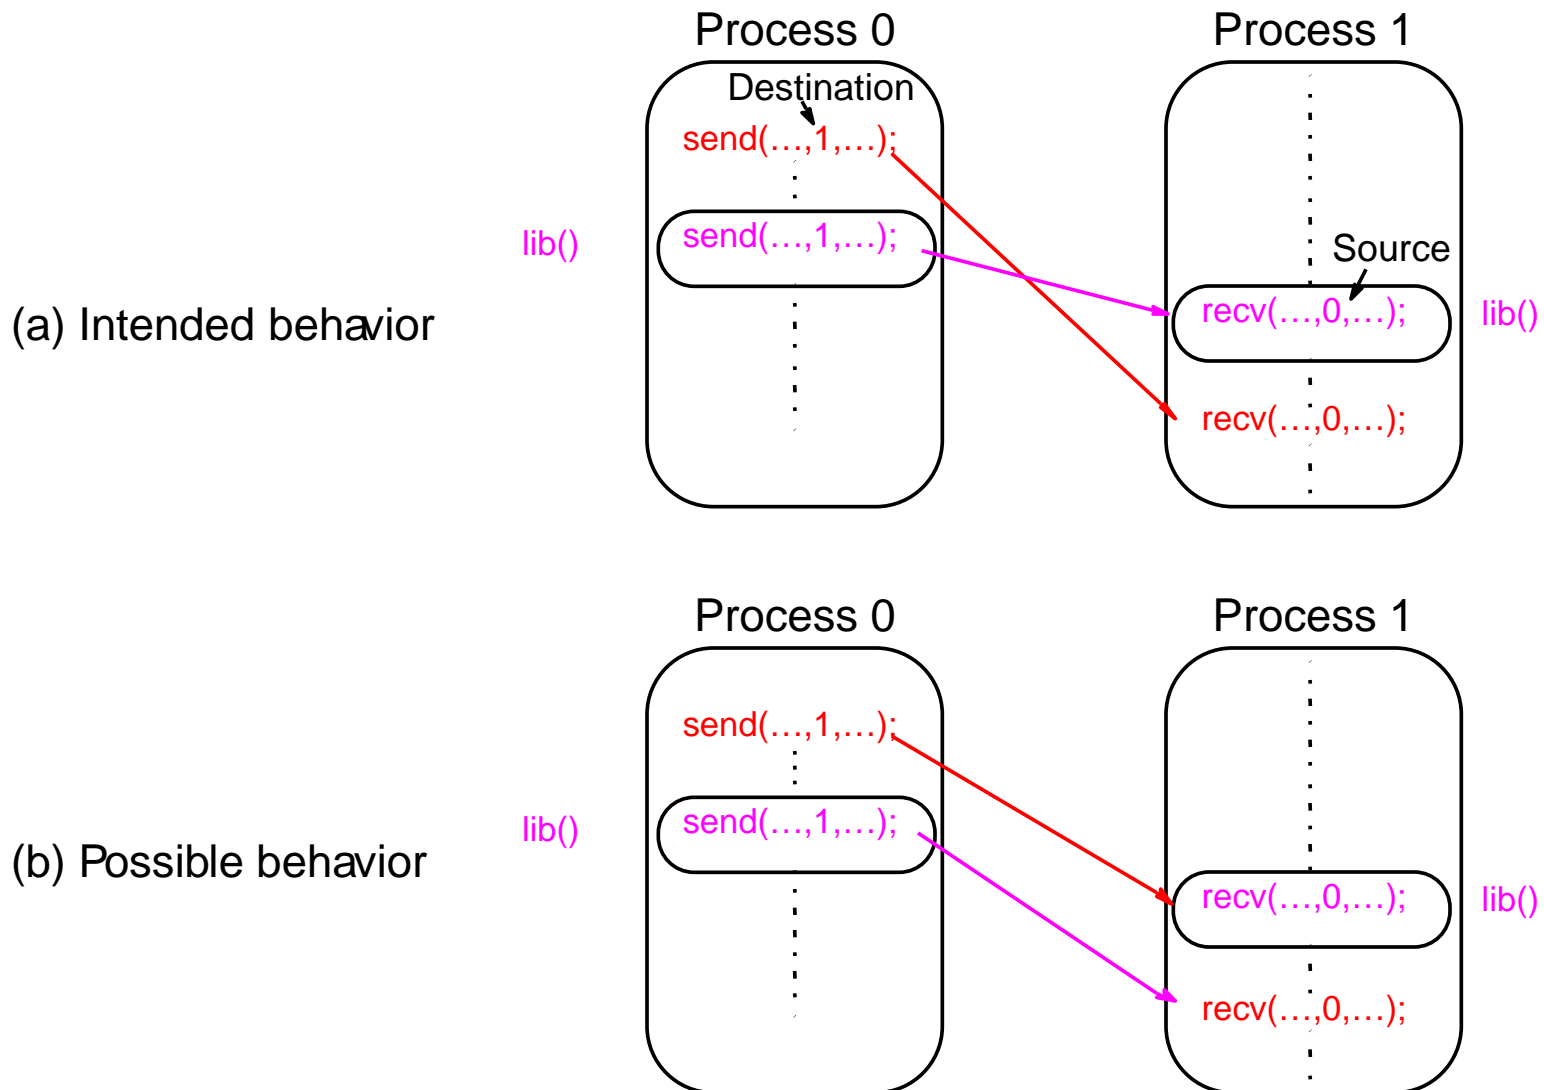 Process 0
Process 1
Destination
send(…,1,…);
lib()
send(…,1,…);
Source
(a) Intended behavior
recv(…,0,…);
lib()
recv(…,0,…);
Process 0
Process 1
send(…,1,…);
lib()
send(…,1,…);
(b) Possible behavior
recv(…,0,…);
lib()
recv(…,0,…);